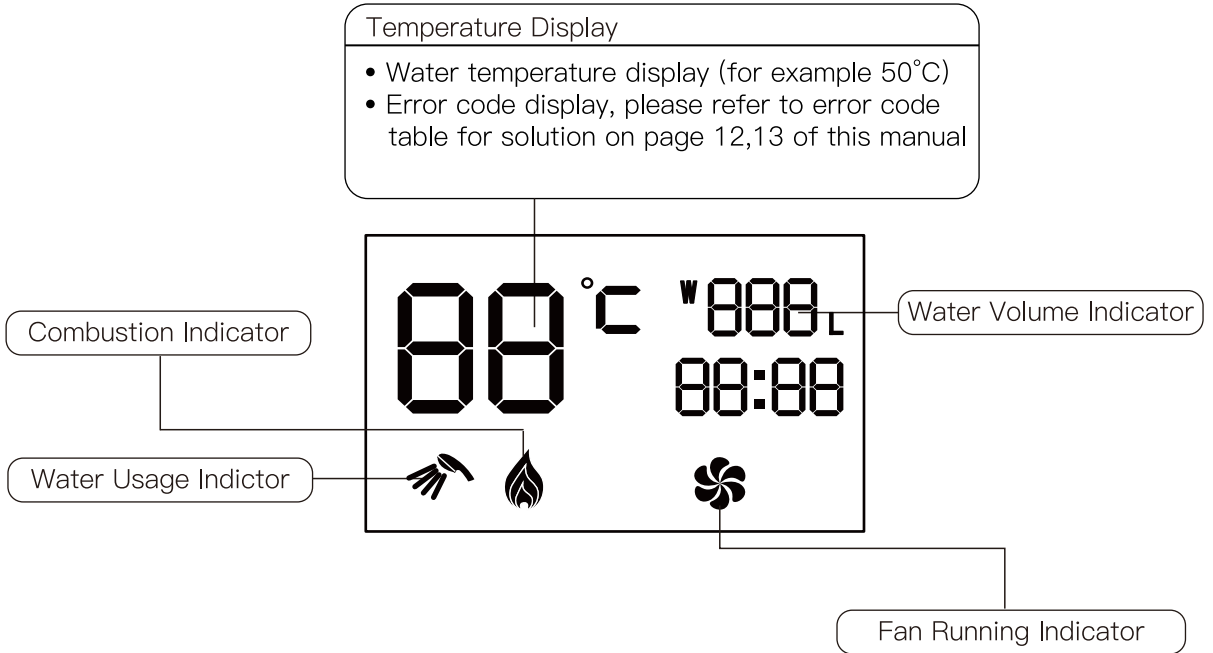 Temperature Display
• Water temperature display (for example 50°C)
• Error code display, please refer to error code
table for solution on page 12,13 of this manual
88°C
W888L
88:88
Combustion Indicator
Water Volume Indicator
Water Usage Indictor
Fan Running Indicator